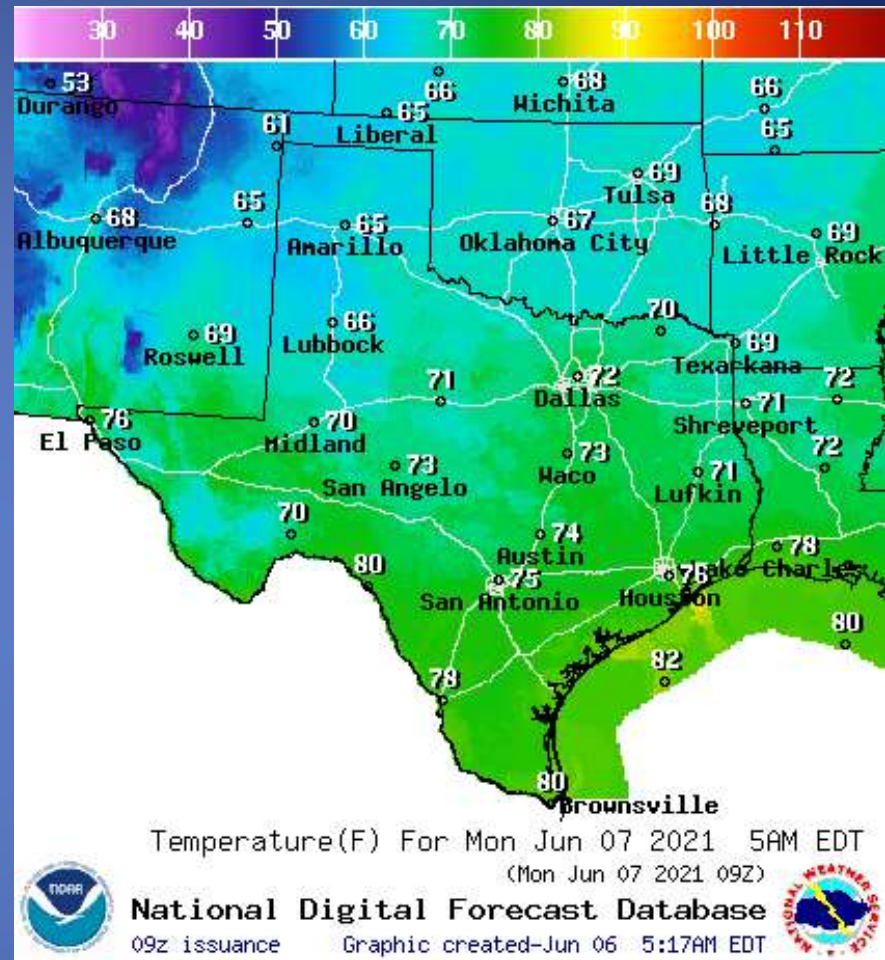 30 40 50 60 70 80 90 100 110
53 66 68 66
Durango Wichita
65
Liberal
61 65
69
Tulsa
68 65 65 67 68 69
Albuquerque Amarillo Oklahoma City Little Rock
69 66 70 69
Roswell Lubbock Texarkana
72
Dallas
76 70 71 71 72
El Paso Midland Shreveport
73 73 71 72
San Angelo Waco Lufkin
70 74 78
Austin Lake Charles
80 75 76
San Antonio Houston
80
82
78
80
Brownsville
Temperature(F) For Mon Jun 07 2021 5AM EDT
(Mon Jun 07 2021 09Z)
NOAA
NATIONAL WEATHER SERVICE
National Digital Forecast Database
09z issuance Graphic created-Jun 06 5:17AM EDT